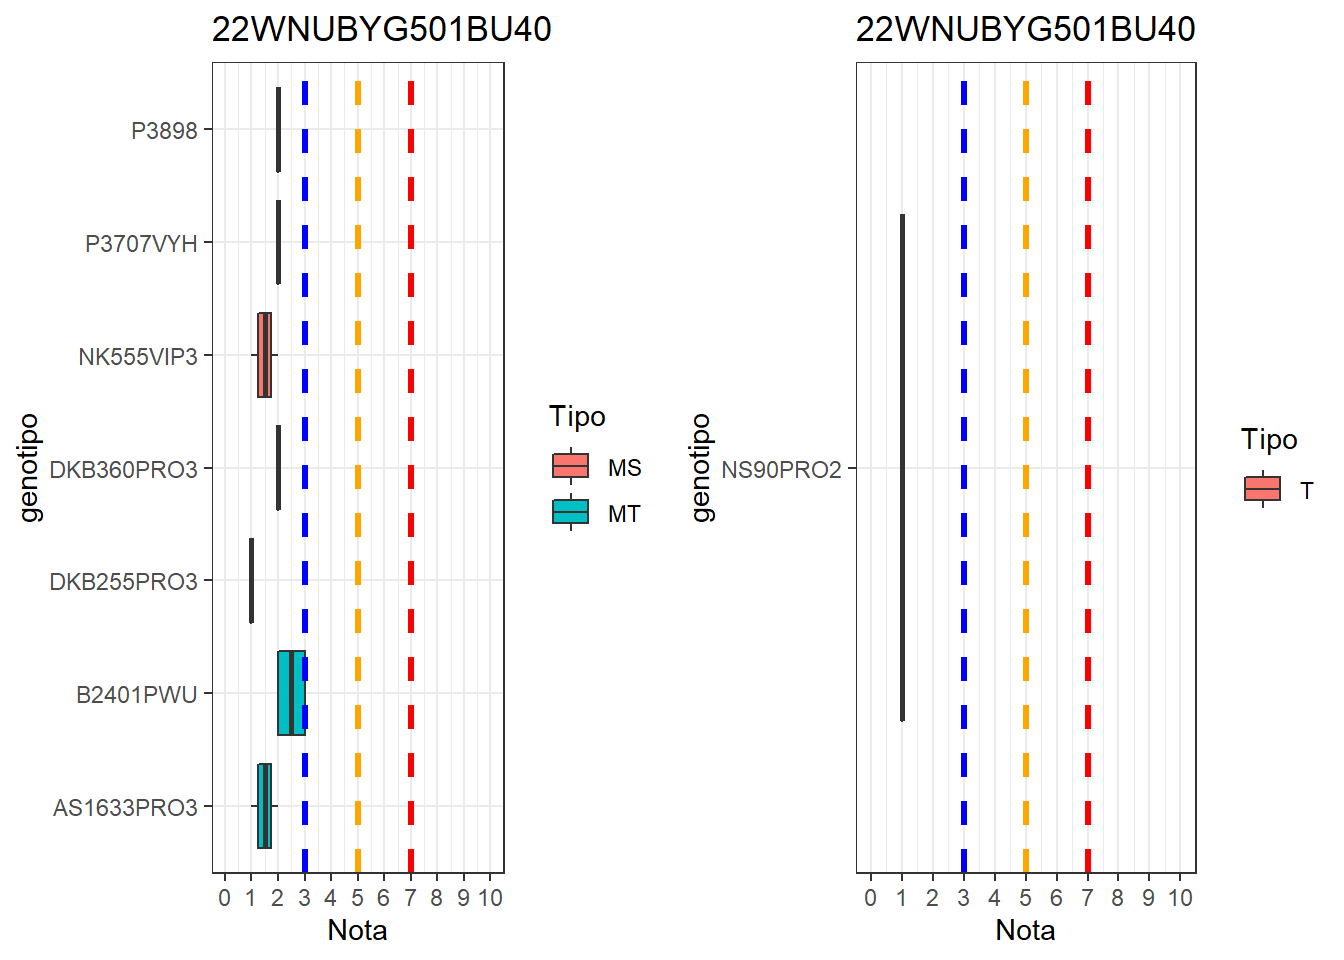 22WNUBYG501BU40
genotipo
P3898
P3707VYH
NK555VIP3
DKB360PRO3
DKB255PRO3
B2401PWU
AS1633PRO3
0 1 2 3 4 5 6 7 8 9 10
Nota
Tipo
MS
MT
22WNUBYG501BU40
genotipo
NS90PRO2
0 1 2 3 4 5 6 7 8 9 10
Nota
Tipo
T